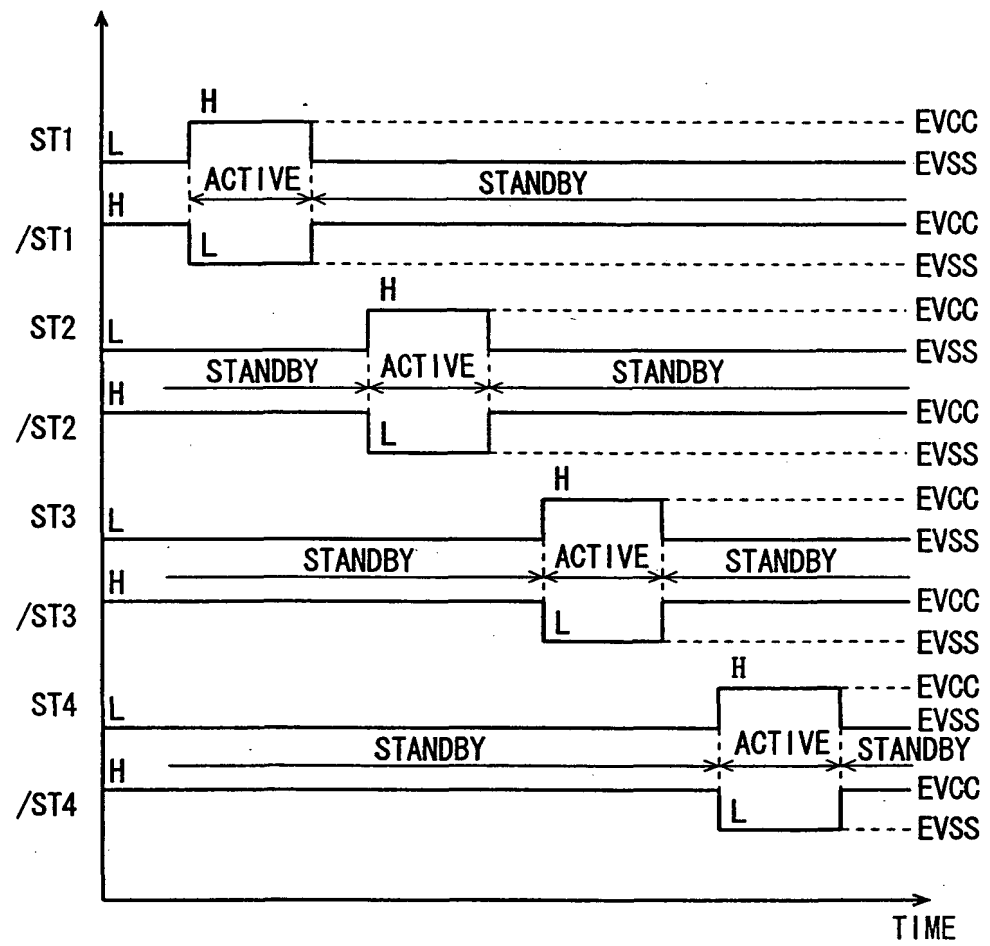 H
ST1 L EVCC
EVSS
ACTIVE STANDBY
H EVCC
/ST1 L EVSS
H
ST2 L EVCC
EVSS
STANDBY ACTIVE STANDBY
H EVCC
/ST2 L EVSS
H
ST3 L EVCC
EVSS
STANDBY ACTIVE STANDBY
H EVCC
/ST3 L EVSS
H
ST4 L EVCC
EVSS
STANDBY ACTIVE STANDBY
H EVCC
/ST4 L EVSS
TIME